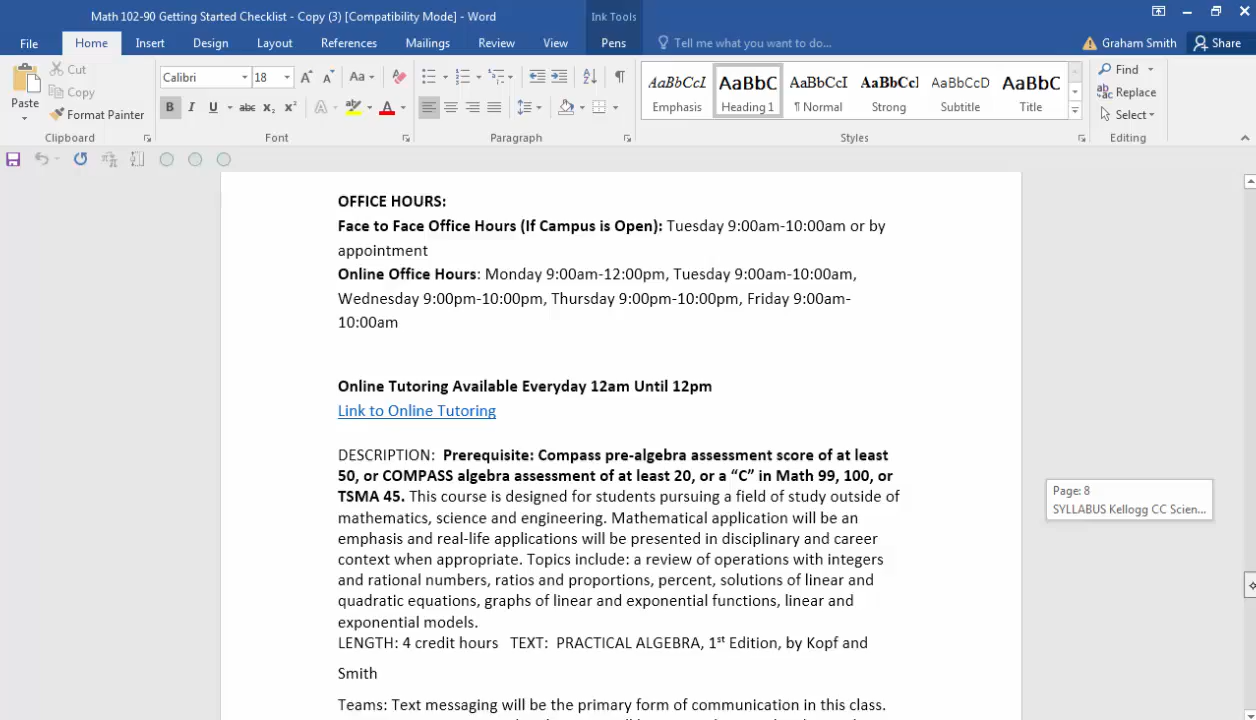 Math 102-90 Getting Started Checklist - Copy (3) [Compatibility Mode] - Word
Ink Tools
File
Home
Insert
Design
Layout
References
Mailings
Review
View
Pens
Tell me what you want to do...
Graham Smith
Share
Paste
Cut
Copy
Format Painter
Clipboard
Calibri
18
Aa
B I U abc x₂ x²
A
A
Font
Paragraph
AaBbCcI
Emphasis
AaBbC
Heading 1
AaBbCcI
¶ Normal
AaBbCcI
Strong
AaBbCcD
Subtitle
AaBbC
Title
Styles
Find
Replace
Select
Editing
OFFICE HOURS:
Face to Face Office Hours (If Campus is Open): Tuesday 9:00am-10:00am or by
appointment
Online Office Hours: Monday 9:00am-12:00pm, Tuesday 9:00am-10:00am,
Wednesday 9:00pm-10:00pm, Thursday 9:00pm-10:00pm, Friday 9:00am-
10:00am
Online Tutoring Available Everyday 12am Until 12pm
Link to Online Tutoring
DESCRIPTION: Prerequisite: Compass pre-algebra assessment score of at least
50, or COMPASS algebra assessment of at least 20, or a “C” in Math 99, 100, or
TSMA 45. This course is designed for students pursuing a field of study outside of
mathematics, science and engineering. Mathematical application will be an
emphasis and real-life applications will be presented in disciplinary and career
context when appropriate. Topics include: a review of operations with integers
and rational numbers, ratios and proportions, percent, solutions of linear and
quadratic equations, graphs of linear and exponential functions, linear and
exponential models.
LENGTH: 4 credit hours TEXT: PRACTICAL ALGEBRA, 1st Edition, by Kopf and
Smith
Teams: Text messaging will be the primary form of communication in this class.
Page: 8
SYLLABUS Kellogg CC Scien...